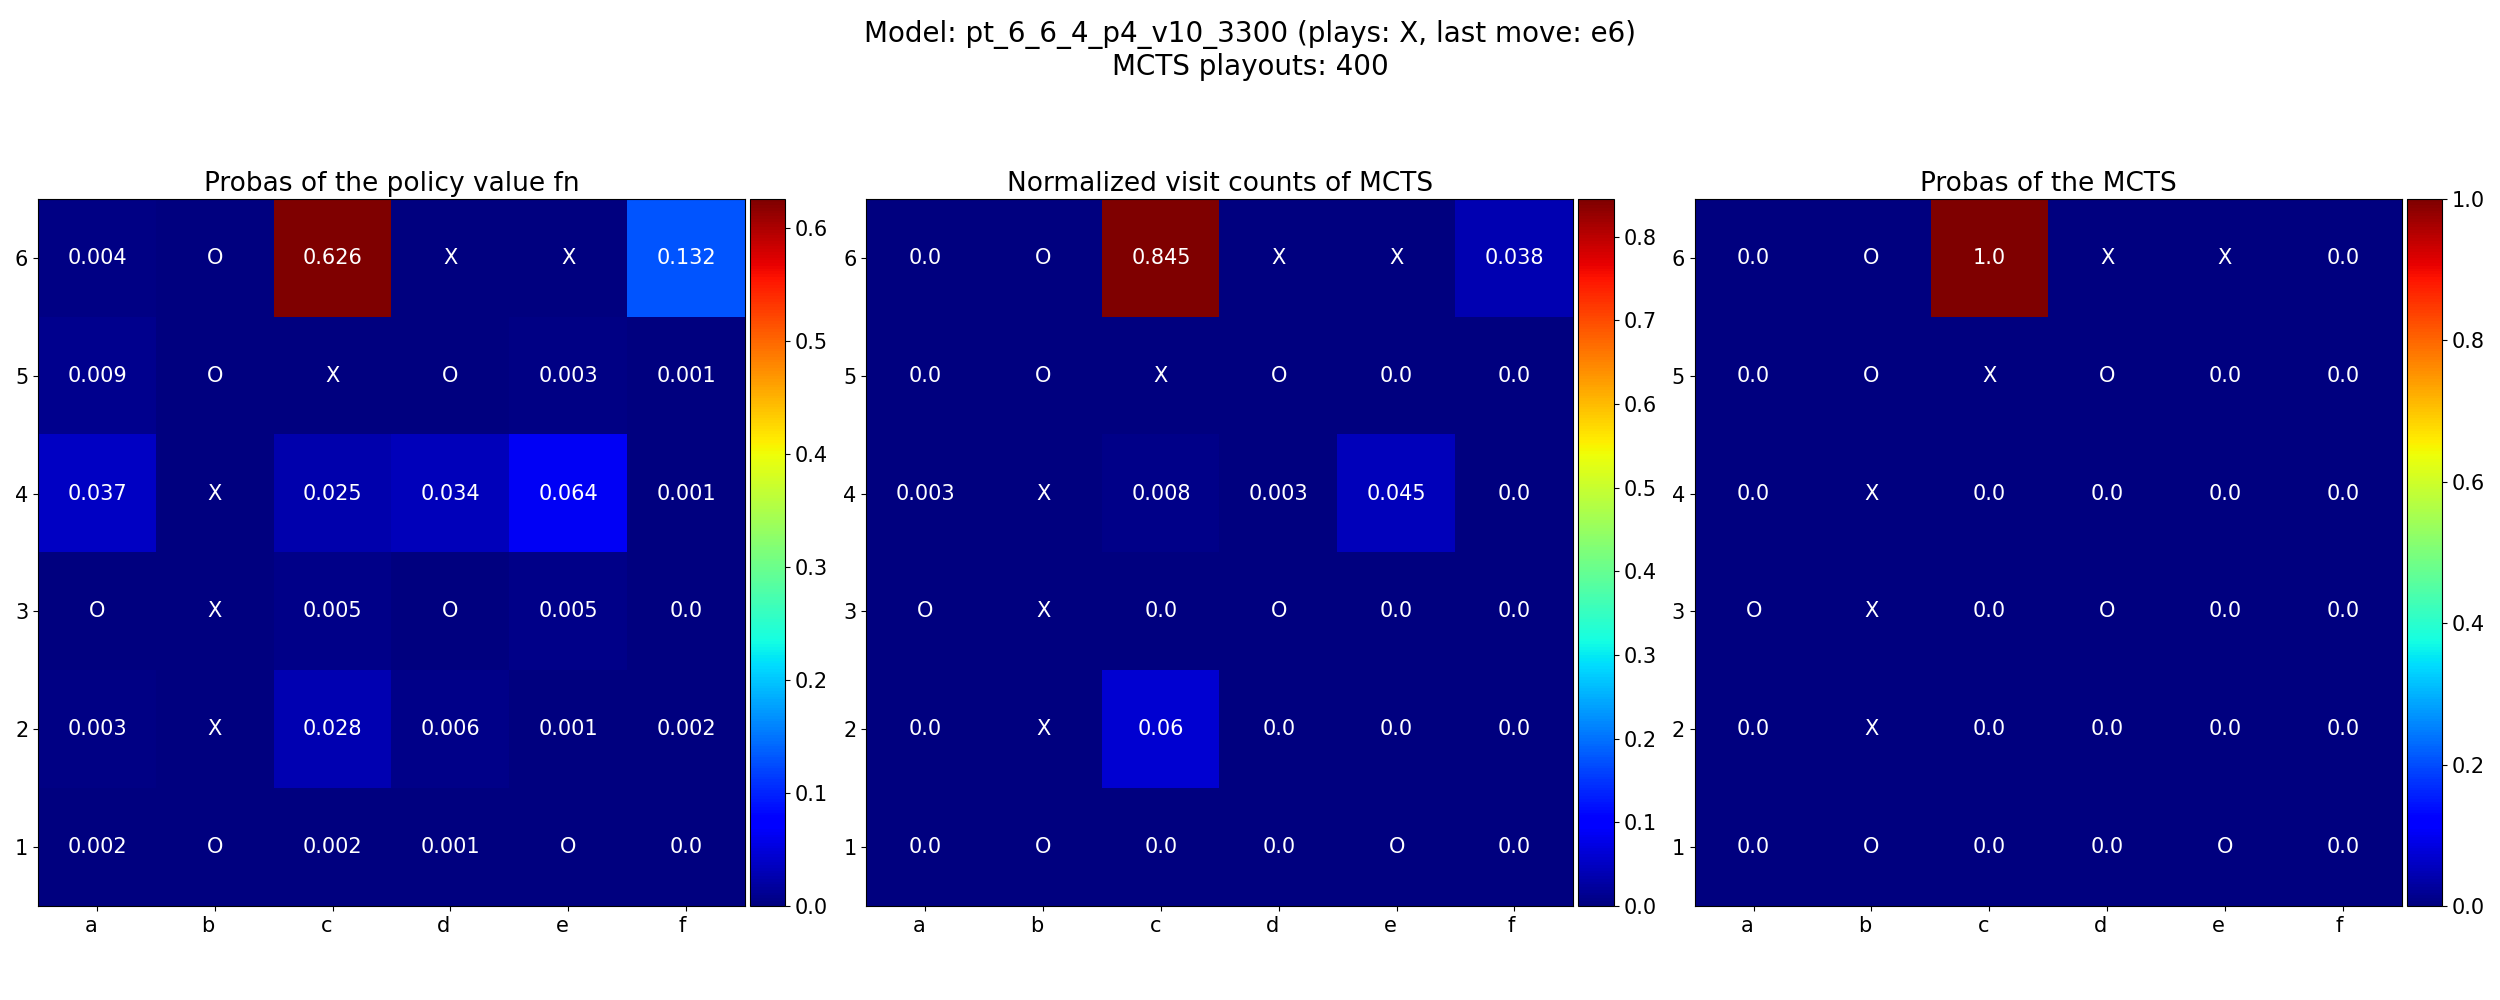 Model: pt_6_6_4_p4_v10_3300 (plays: X, last move: e6)
MCTS playouts: 400
Probas of the policy value fn
6 0.004 O 0.626 X X 0.132
5 0.009 O X O 0.003 0.001
4 0.037 X 0.025 0.034 0.064 0.001
3 O X 0.005 O 0.005 0.0
2 0.003 X 0.028 0.006 0.001 0.002
1 0.002 O 0.002 0.001 O 0.0
a b c d e f
0.6
0.5
0.4
0.3
0.2
0.1
0.0
Normalized visit counts of MCTS
6 0.0 O 0.845 X X 0.038
5 0.0 O X O 0.0 0.0
4 0.003 X 0.008 0.003 0.045 0.0
3 O X 0.0 O 0.0 0.0
2 0.0 X 0.06 0.0 0.0 0.0
1 0.0 O 0.0 0.0 O 0.0
a b c d e f
0.8
0.7
0.6
0.5
0.4
0.3
0.2
0.1
0.0
Probas of the MCTS
6 0.0 O 1.0 X X 0.0
5 0.0 O X O 0.0 0.0
4 0.0 X 0.0 0.0 0.0 0.0
3 O X 0.0 O 0.0 0.0
2 0.0 X 0.0 0.0 0.0 0.0
1 0.0 O 0.0 0.0 O 0.0
a b c d e f
1.0
0.8
0.6
0.4
0.2
0.0